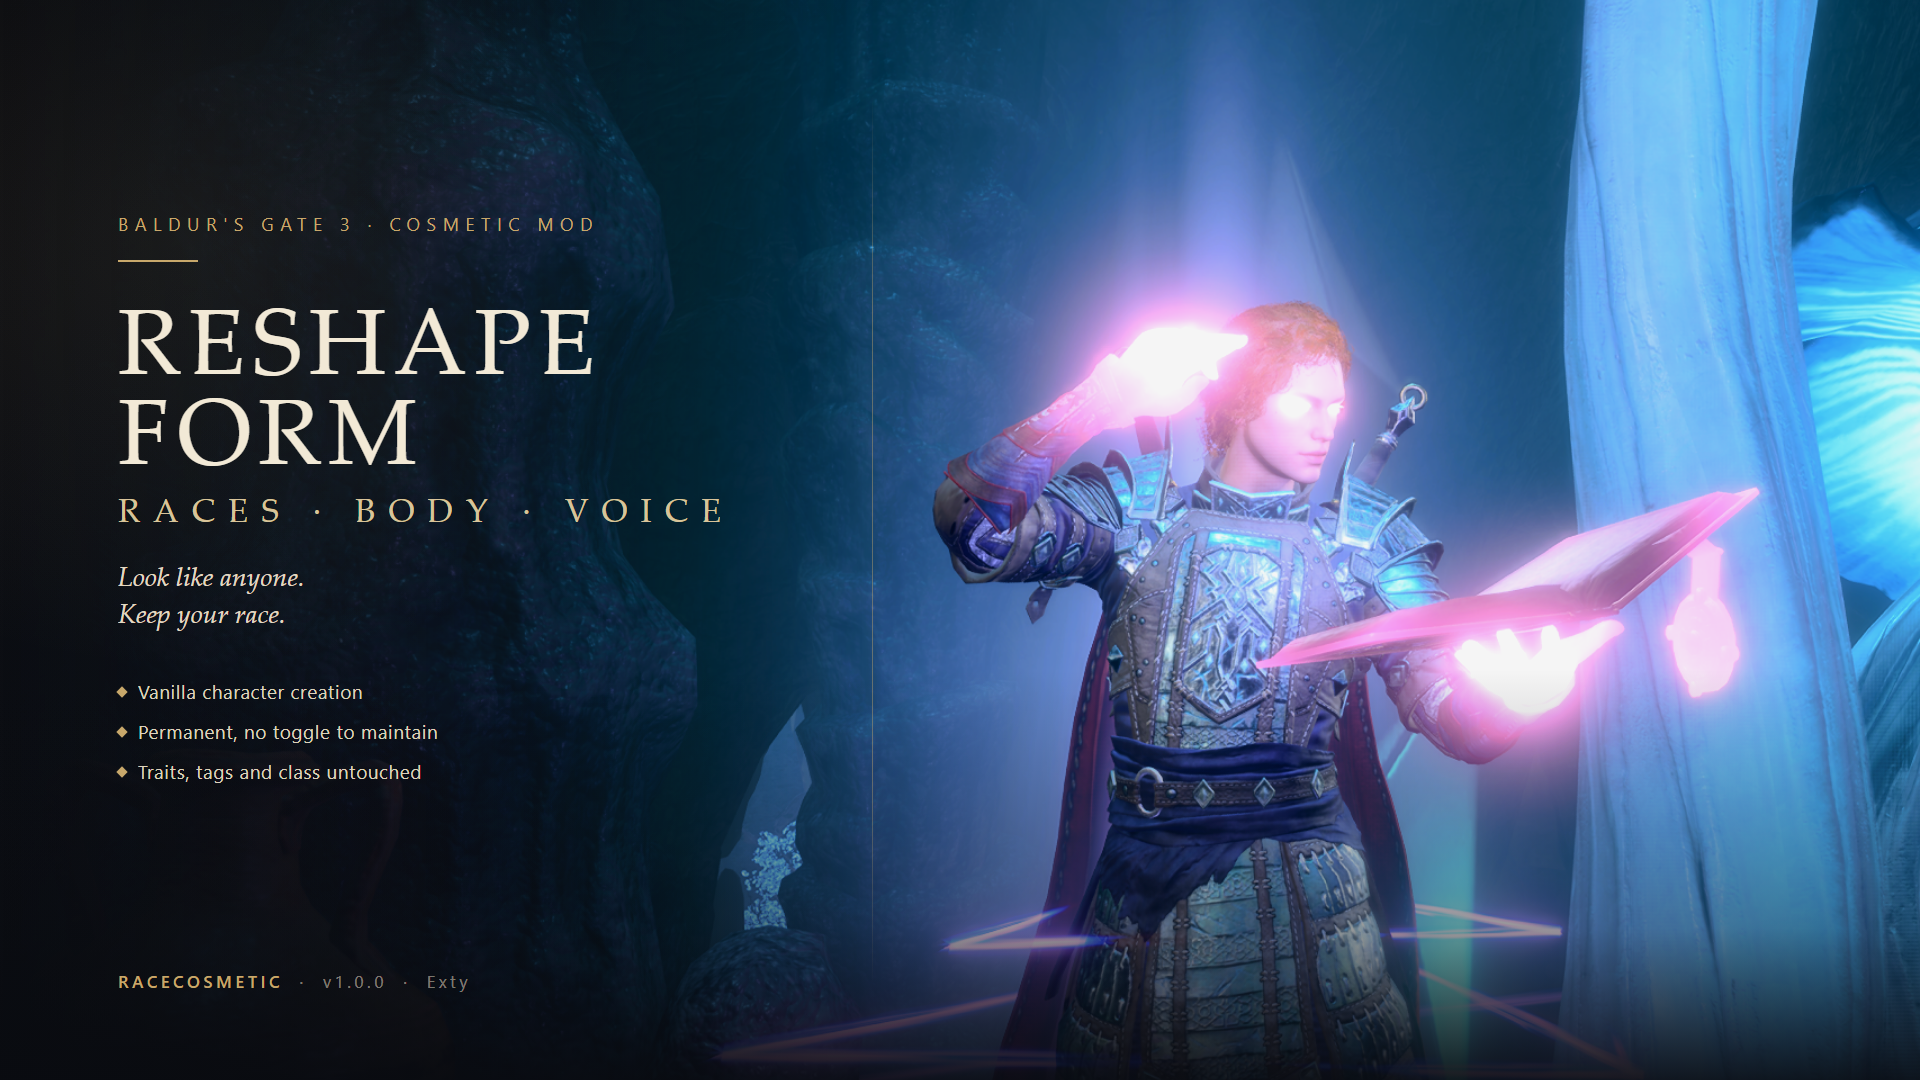 BALDUR'S GATE 3 · COSMETIC MOD
RESHAPE
FORM
RACES · BODY · VOICE
Look like anyone.
Keep your race.
Vanilla character creation
Permanent, no toggle to maintain
Traits, tags and class untouched
RACECOSMETIC · v1.0.0 · Exty